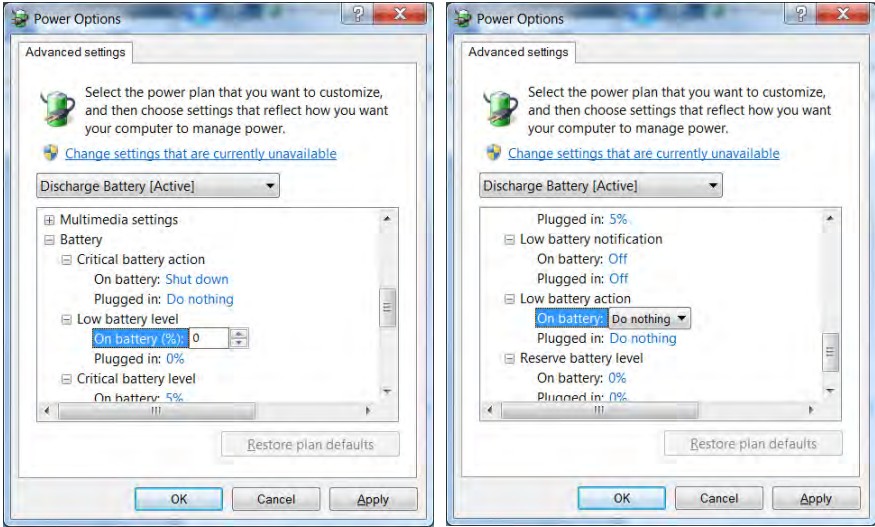 Power Options
Advanced settings
Select the power plan that you want to customize,
and then choose settings that reflect how you want
your computer to manage power.
Change settings that are currently unavailable
Discharge Battery [Active]
Multimedia settings
Battery
Critical battery action
On battery: Shut down
Plugged in: Do nothing
Low battery level
On battery (%): 0
Plugged in: 0%
Critical battery level
On battery: 5%
Restore plan defaults
OK Cancel Apply
Power Options
Advanced settings
Select the power plan that you want to customize,
and then choose settings that reflect how you want
your computer to manage power.
Change settings that are currently unavailable
Discharge Battery [Active]
Plugged in: 5%
Low battery notification
On battery: Off
Plugged in: Off
Low battery action
On battery: Do nothing
Plugged in: Do nothing
Reserve battery level
On battery: 0%
Plugged in: 0%
Restore plan defaults
OK Cancel Apply